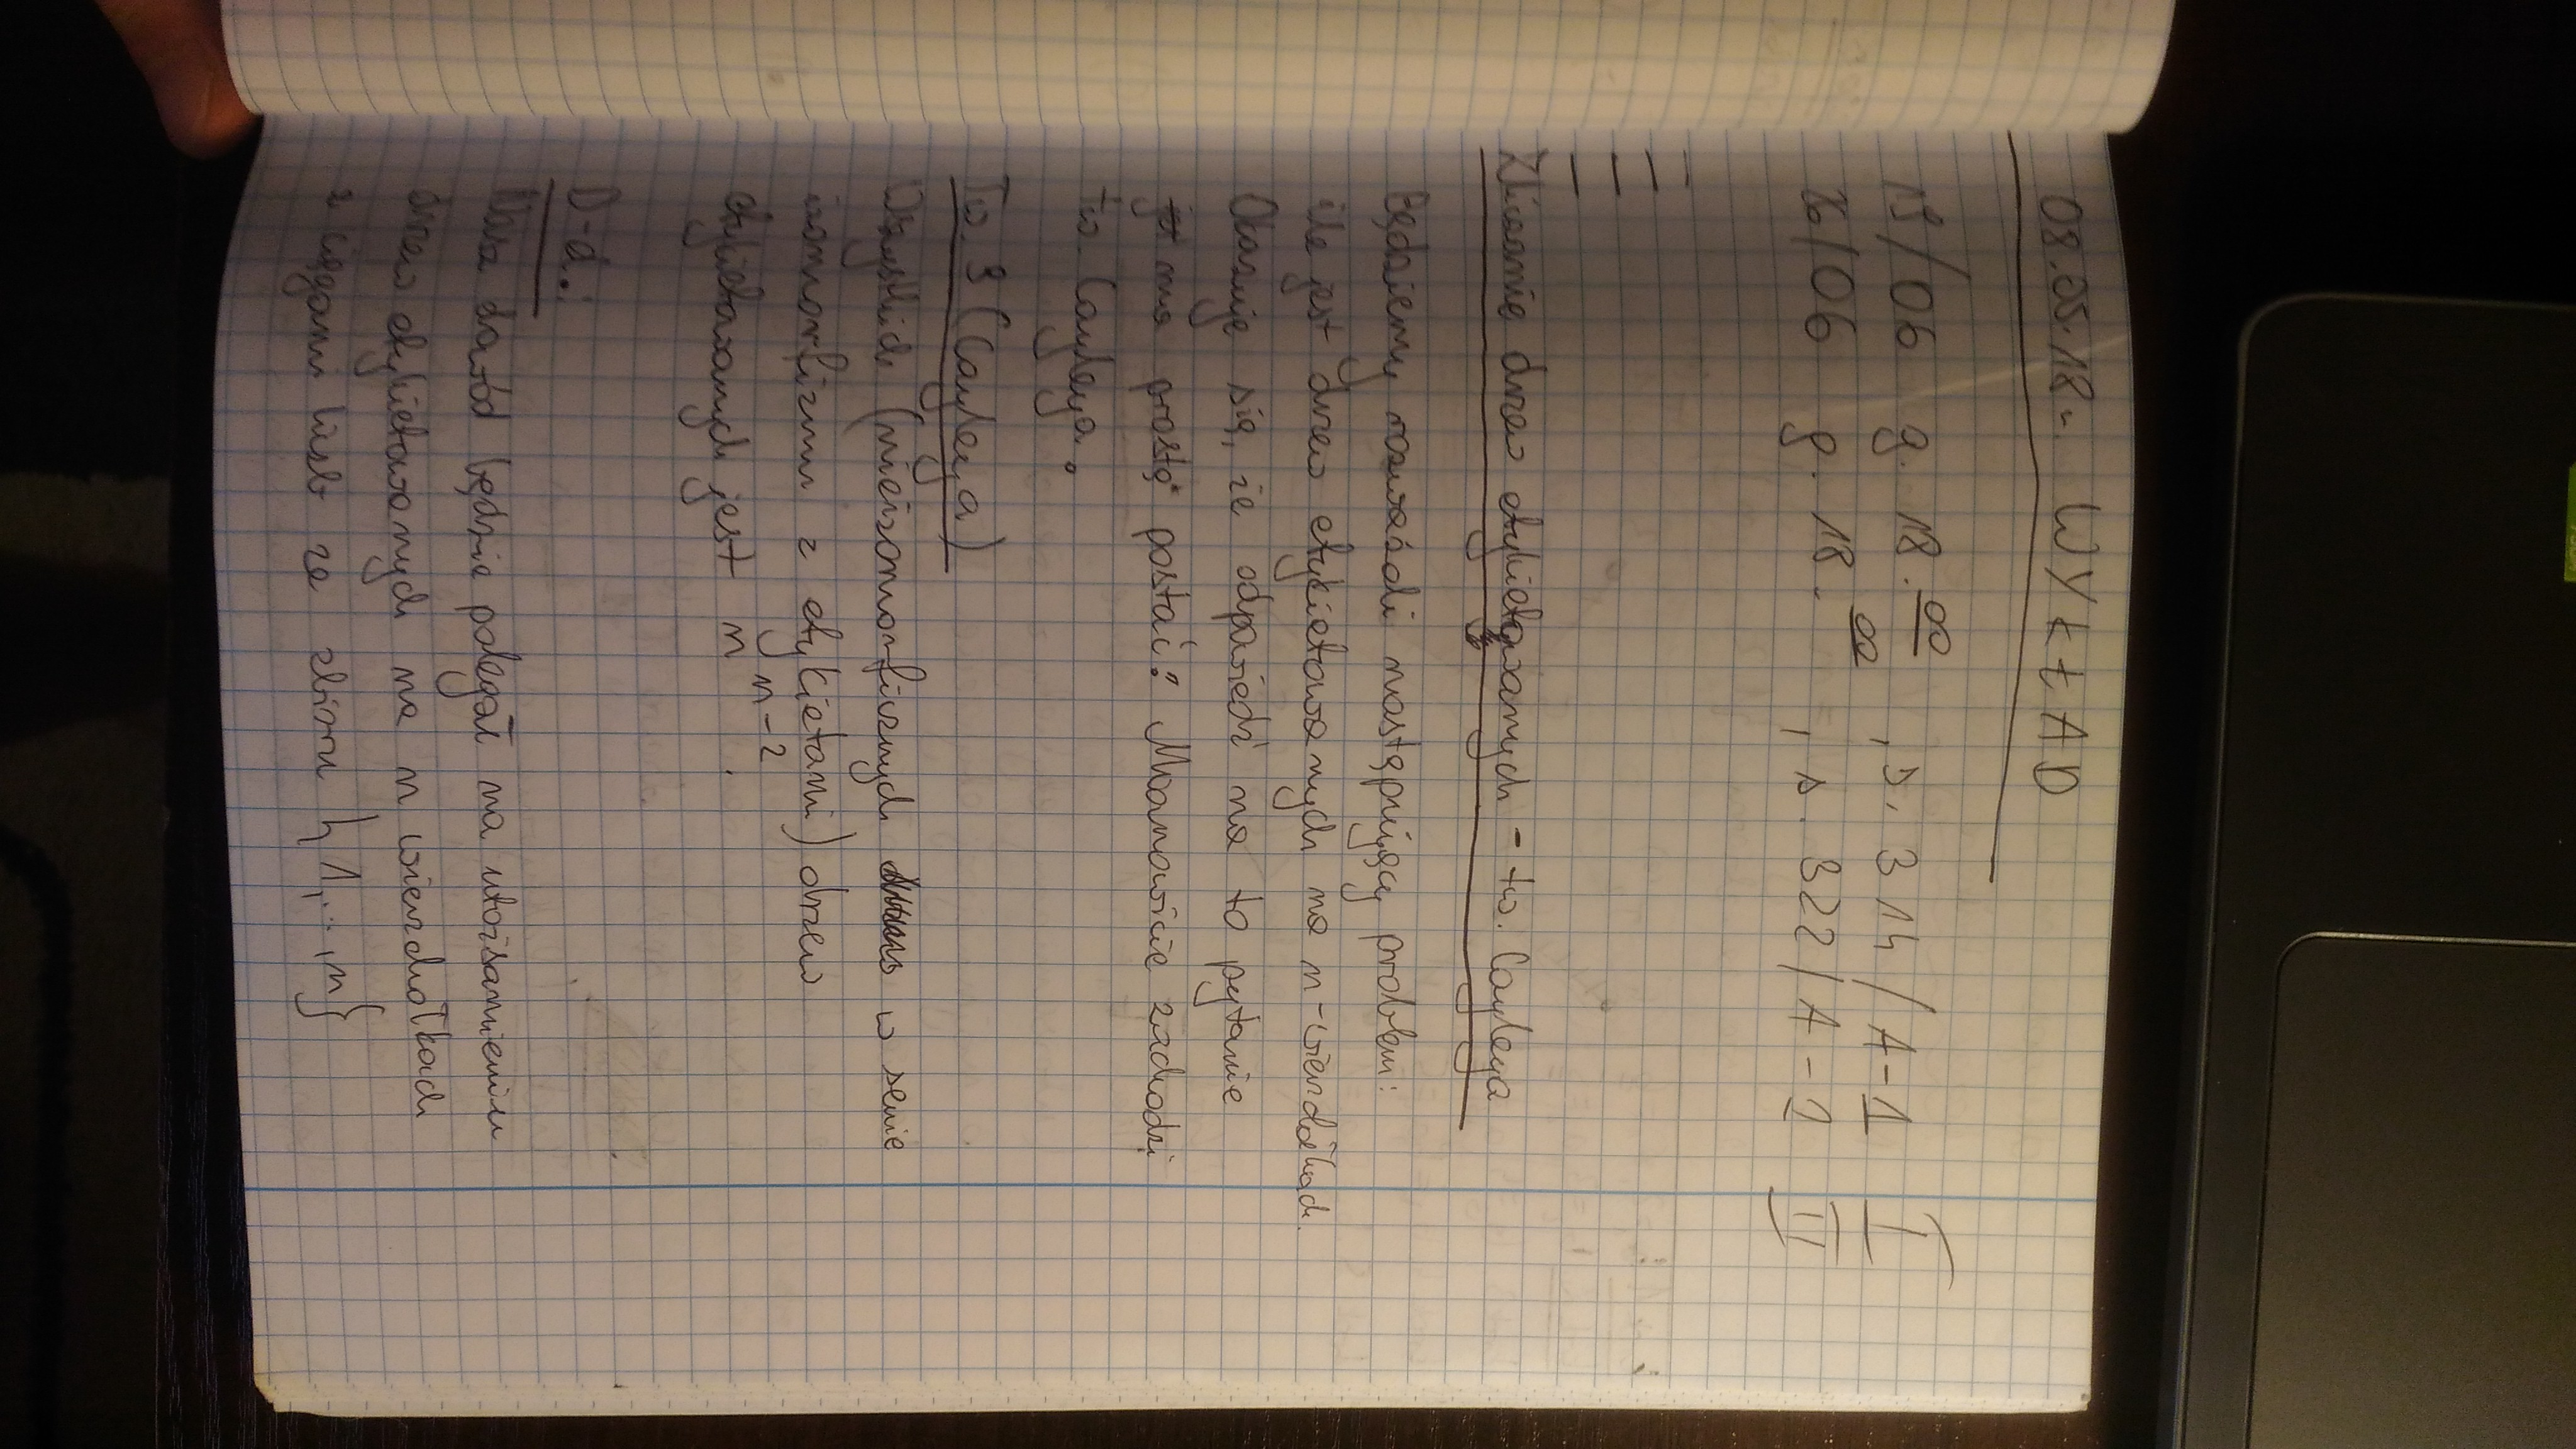 08.05.18r. WYKŁAD
19/06 g. 18.00 , s. 314/A-1 I
26/06 g. 18.00 , s. 322/A-1 II
Zliczanie drzew etykietowanych - tw. Cayleya
Będziemy rozważali następujący problem:
ile jest drzew etykietowanych na n-wierzchołkach.
Okazuje się, że odpowiedź na to pytanie
ma prostą postać: Mianowicie zachodzi
tw. Cayleya.
Tw. 3 (Cayleya)
Wszystkich (nieizomorficznych w sensie
izomorfizmu z etykietami) drzew
etykietowanych jest n^{n-2}.
D-d.:
Nasz dowód będzie polegał na utożsamieniu
drzew etykietowanych na n wierzchołkach
z ciągami liczb ze zbioru {1,..,n}